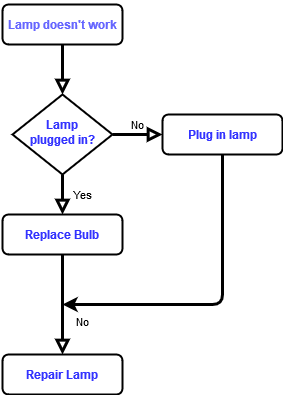 Lamp doesn't work
Lamp
plugged in?
No
Plug in lamp
Yes
Replace Bulb
No
Repair Lamp